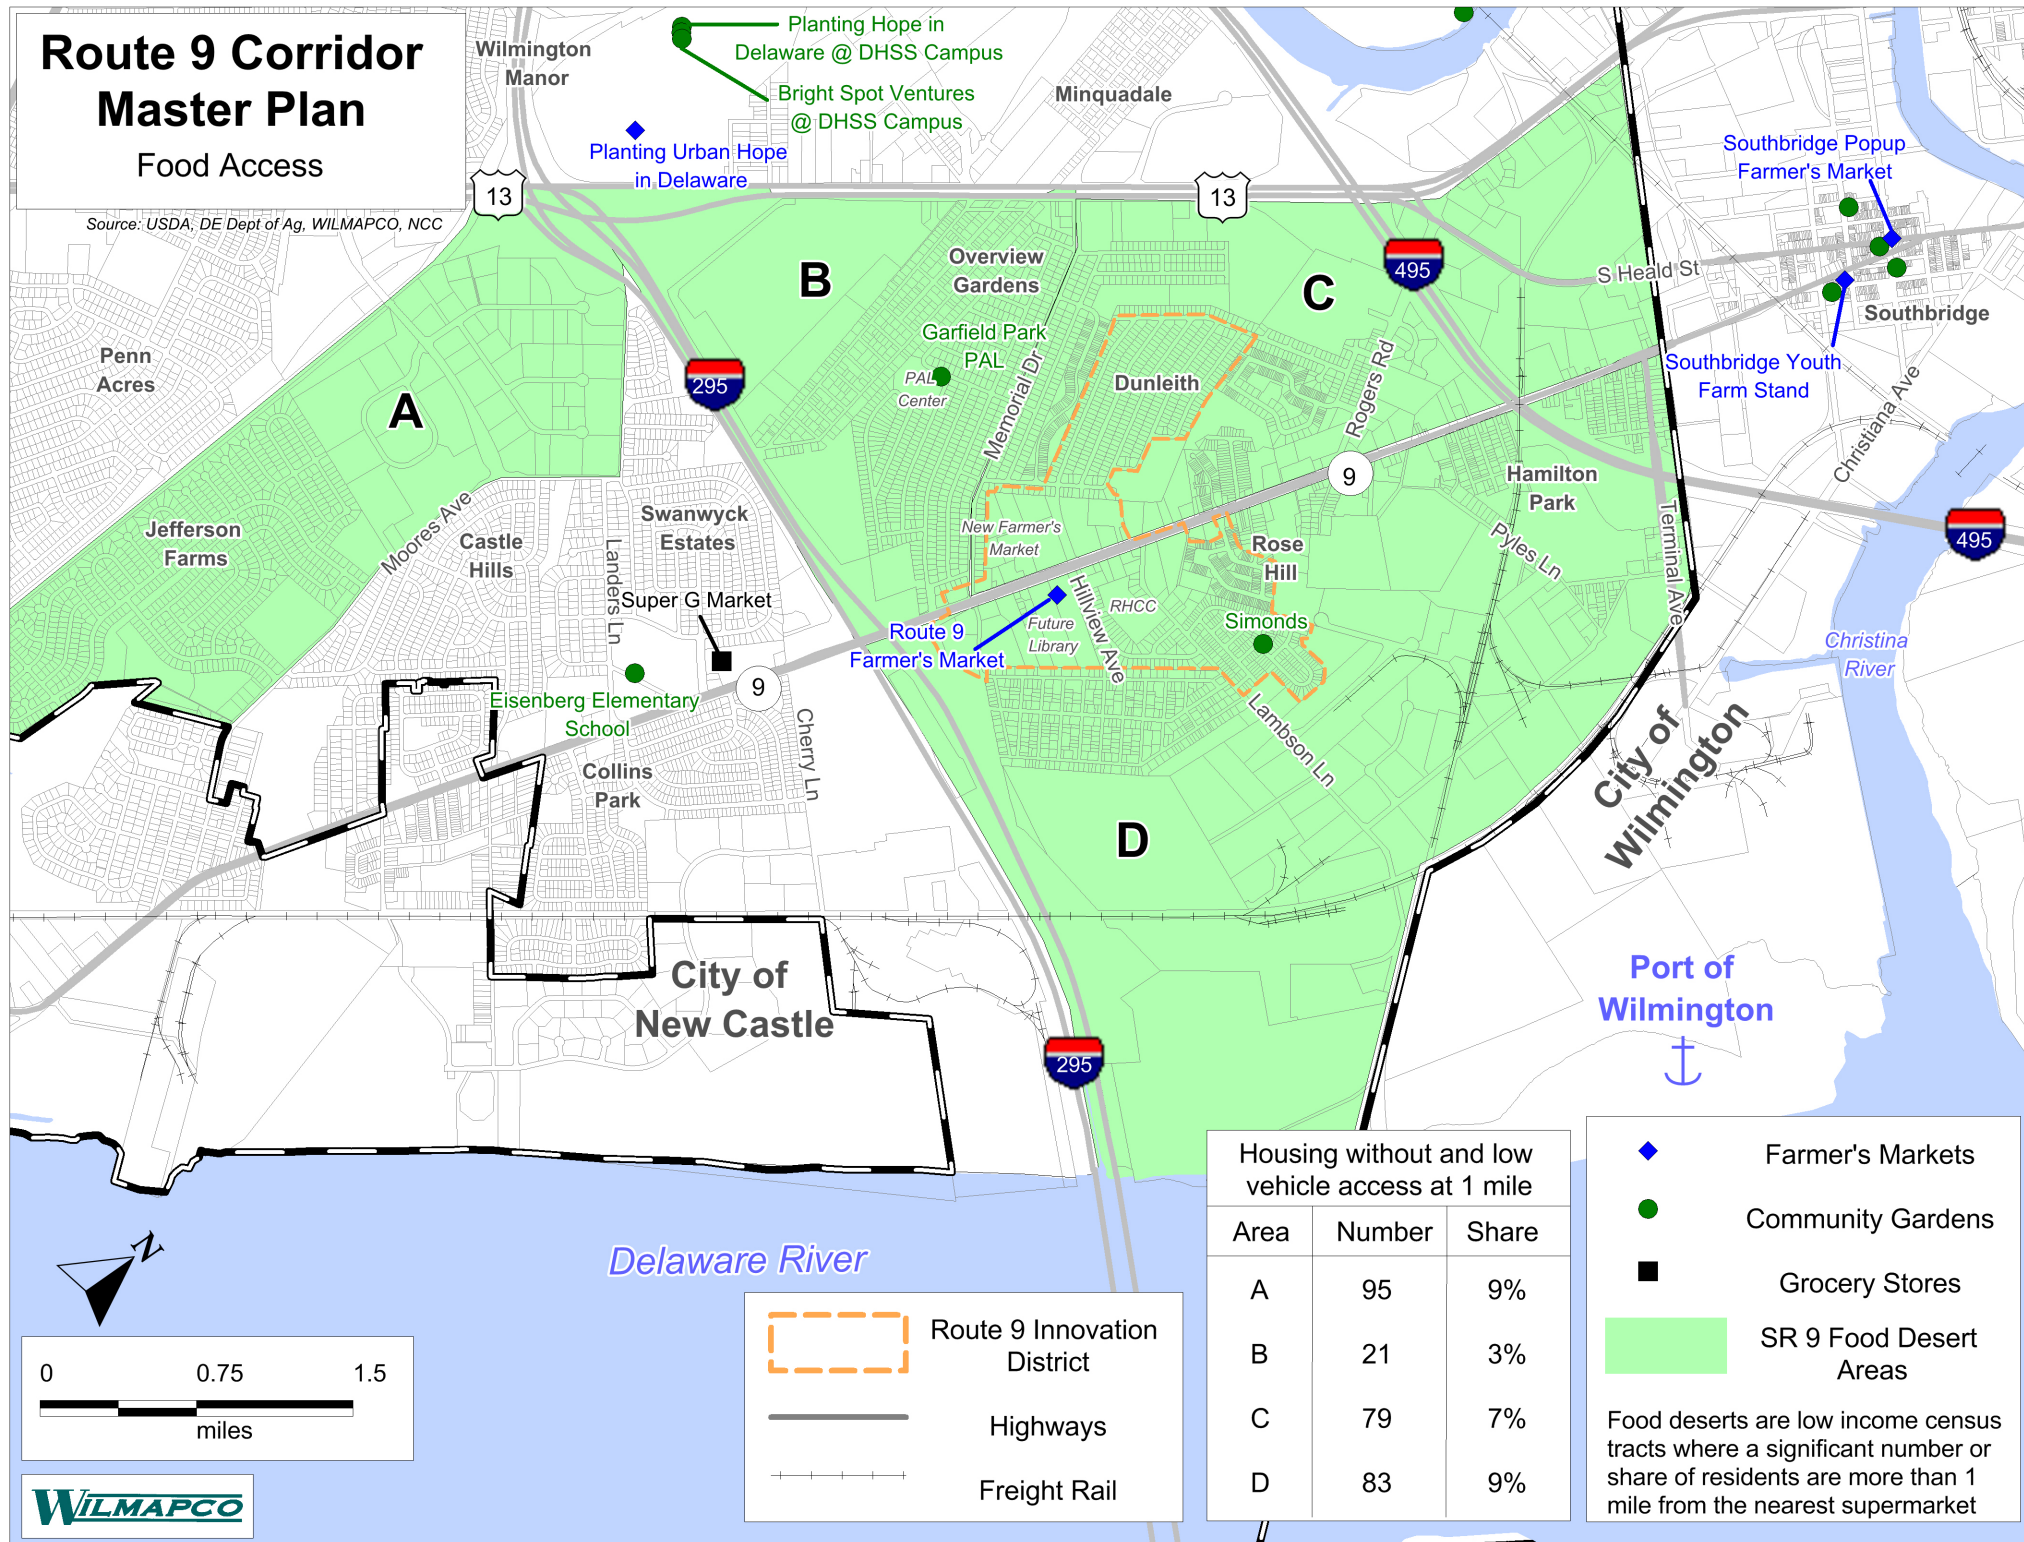 Route 9 Corridor
Master Plan
Food Access
Source: USDA, DE Dept of Ag, WILMAPCO, NCC
Wilmington
Manor
Planting Hope in
Delaware @ DHSS Campus
Bright Spot Ventures
@ DHSS Campus
Minquadale
Planting Urban Hope
in Delaware
13
13
Southbridge Popup
Farmer's Market
S Heald St
Southbridge
Southbridge Youth
Farm Stand
Christiana Ave
Penn
Acres
A
B
C
Overview
Gardens
Garfield Park
PAL
PAL
Center
Memorial Dr
Dunleith
Rogers Rd
495
295
9
Hamilton
Park
Pyles Ln
Terminal Ave
495
Jefferson
Farms
Moores Ave
Castle
Hills
Landers Ln
Swanwyck
Estates
Super G Market
New Farmer's
Market
Rose
Hill
Hillview Ave
RHCC
Future
Library
Simonds
Route 9
Farmer's Market
Christina
River
9
Eisenberg Elementary
School
Cherry Ln
Collins
Park
Lambson Ln
City of
Wilmington
D
City of
New Castle
Port of
Wilmington
295
Delaware River
N
0 0.75 1.5
miles
WILMAPCO
Route 9 Innovation
District
Highways
Freight Rail
Housing without and low
vehicle access at 1 mile
Area Number Share
A 95 9%
B 21 3%
C 79 7%
D 83 9%
Farmer's Markets
Community Gardens
Grocery Stores
SR 9 Food Desert
Areas
Food deserts are low income census
tracts where a significant number or
share of residents are more than 1
mile from the nearest supermarket